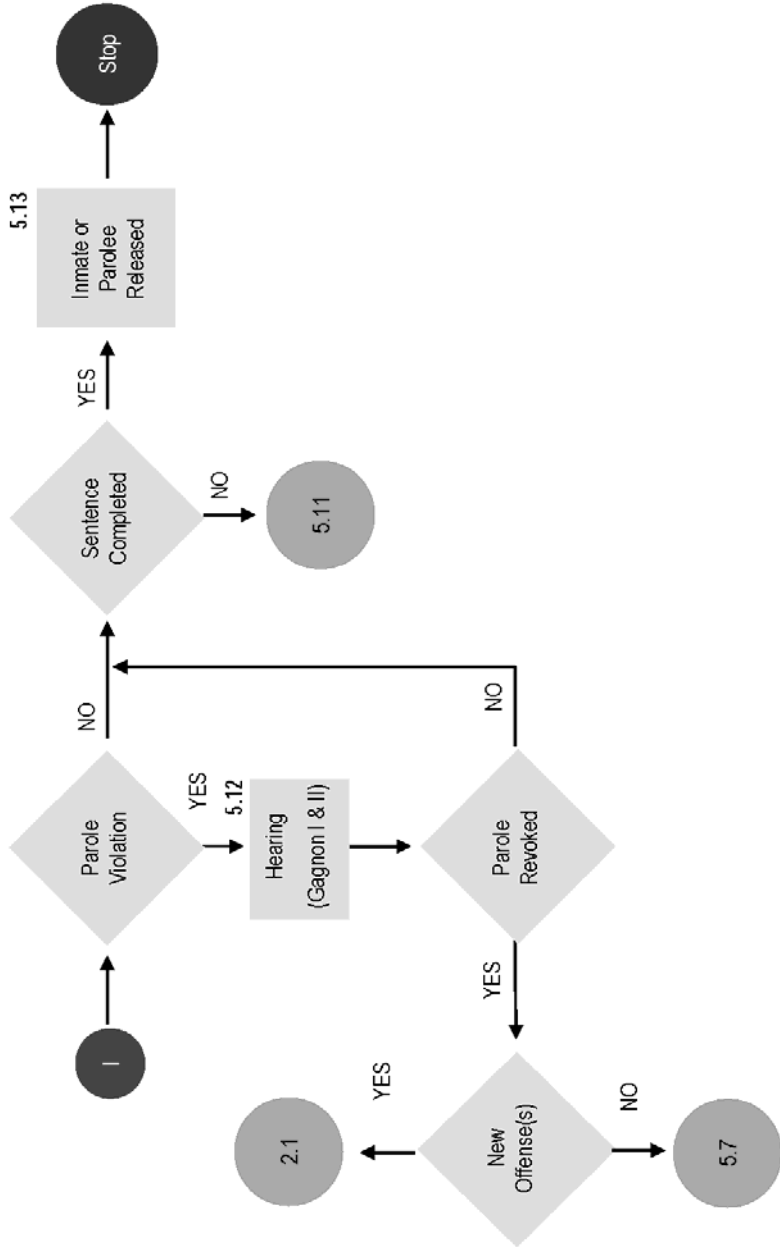 I
Parole
Violation
NO
YES
Sentence
Completed
YES
NO
5.11
5.13
Inmate or
Parolee
Released
Stop
5.12
Hearing
(Gagnon I & II)
Parole
Revoked
NO
YES
New
Offense(s)
YES
2.1
NO
5.7